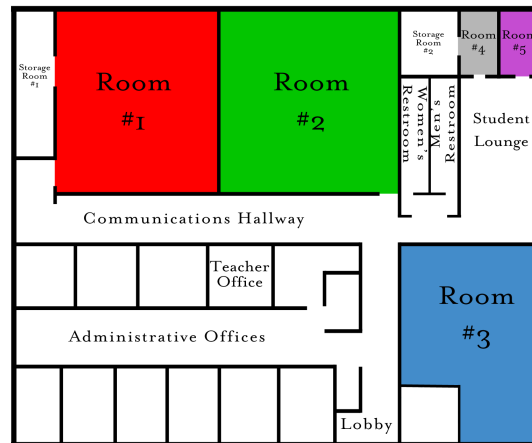 Storage
Room
#1
Room
#1
Room
#2
Storage
Room
#2
Room
#4
Room
#5
Women's
Restroom
Men's
Restroom
Student
Lounge
Communications Hallway
Teacher
Office
Administrative Offices
Room
#3
Lobby